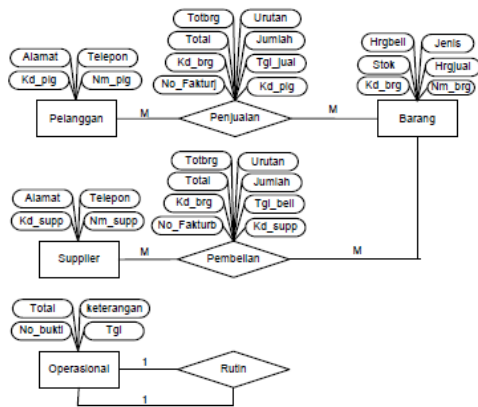 Totbrg Urutan
Alamat Telepon Total Jumlah Hrgbeli Jenis
Kd_plg Nm_plg Kd_brg Tgl_jual Stok Hrgjual
No_Fakturj Kd_plg Kd_brg Nm_brg
Pelanggan M Penjualan M Barang
Totbrg Urutan
Alamat Telepon Total Jumlah
Kd_supp Nm_supp Kd_brg Tgl_beli
No_Fakturb Kd_supp
Supplier M Pembelian M
Total keterangan
No_bukti Tgl
Operasional 1 Rutin
1